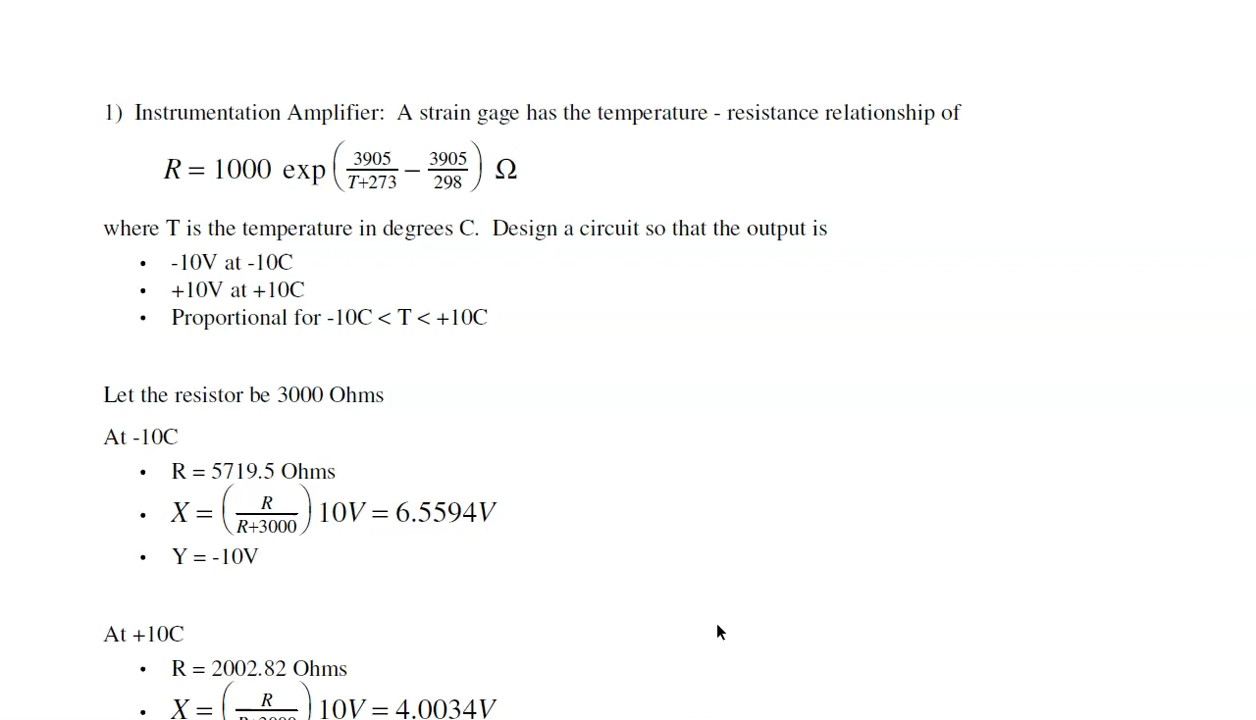 1) Instrumentation Amplifier: A strain gage has the temperature - resistance relationship of
R = 1000 exp(3905/(T+273) − 3905/298) Ω
where T is the temperature in degrees C. Design a circuit so that the output is
• -10V at -10C
• +10V at +10C
• Proportional for -10C < T < +10C
Let the resistor be 3000 Ohms
At -10C
• R = 5719.5 Ohms
• X = (R/(R+3000)) 10V = 6.5594V
• Y = -10V
At +10C
• R = 2002.82 Ohms
• X = (R/(R+3000)) 10V = 4.0034V